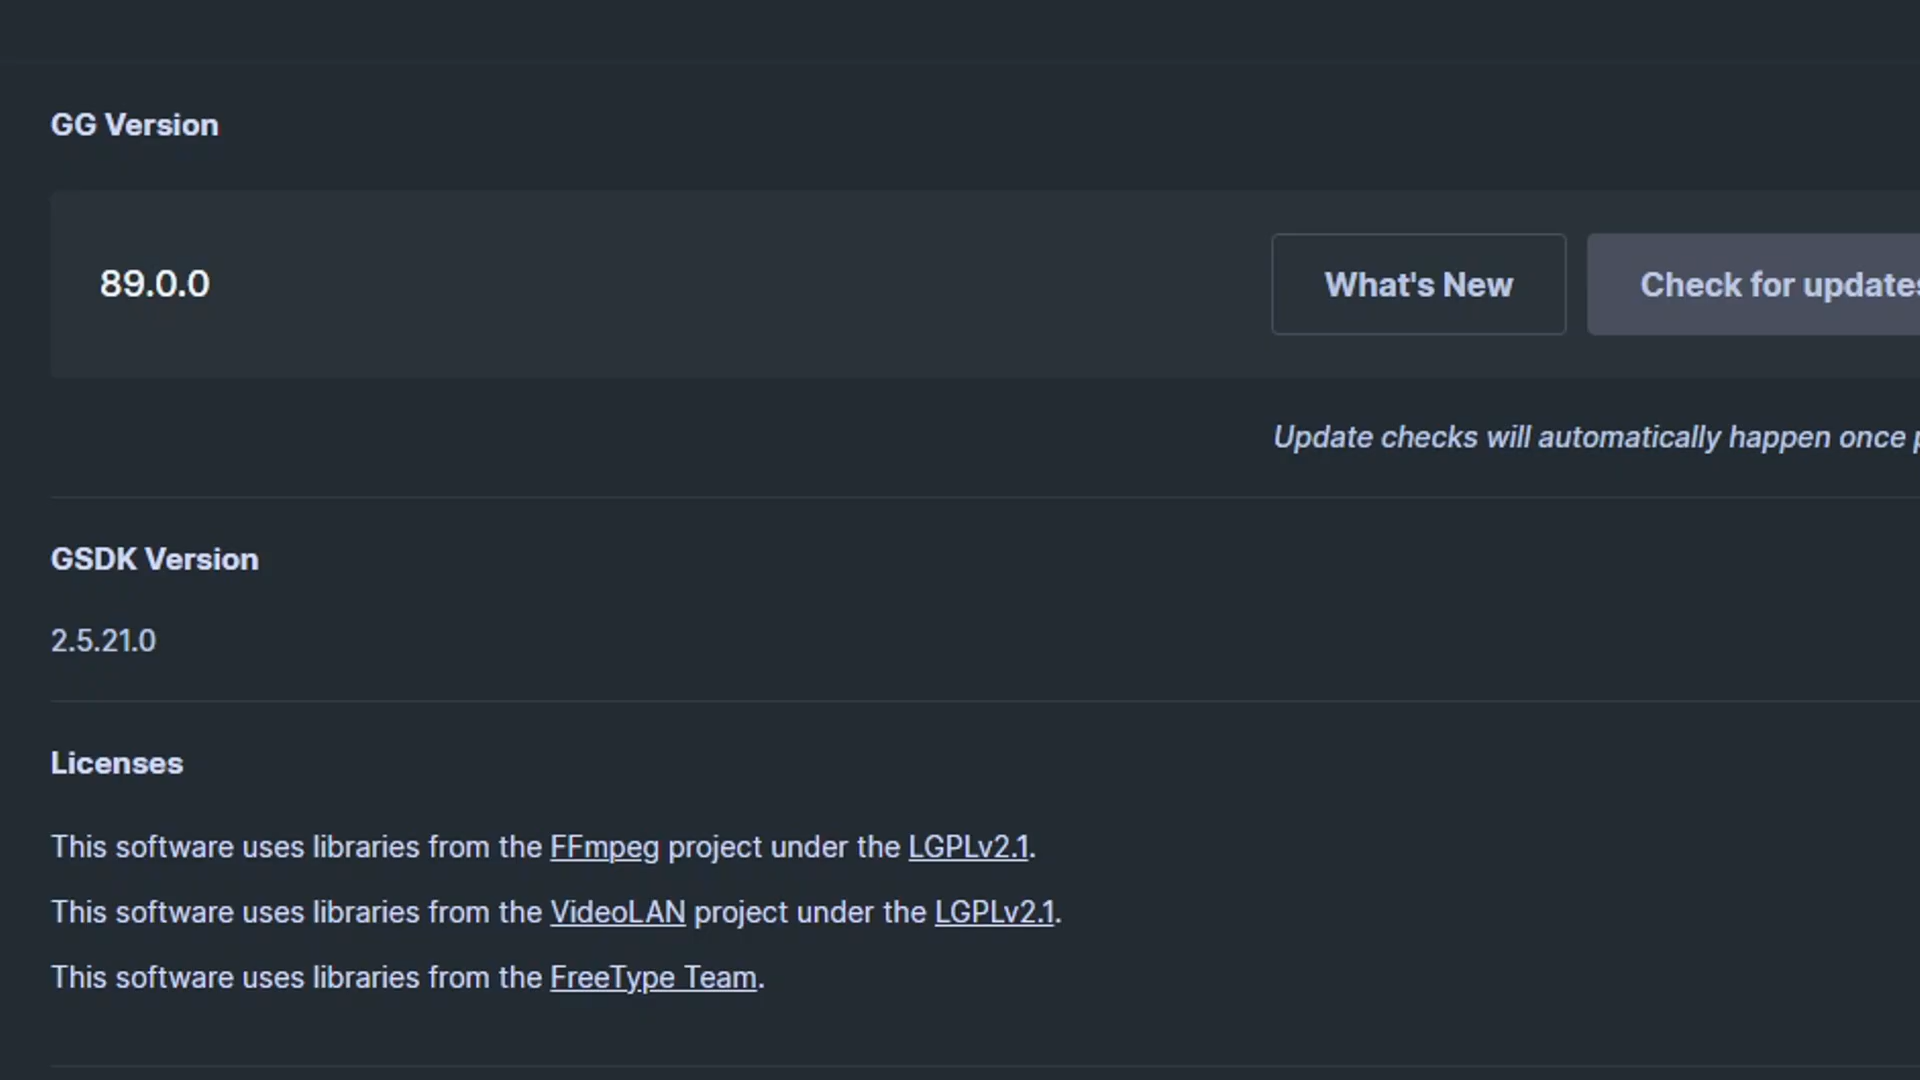 GG Version
89.0.0
What's New
Check for updates
Update checks will automatically happen once
GSDK Version
2.5.21.0
Licenses
This software uses libraries from the FFmpeg project under the LGPLv2.1.
This software uses libraries from the VideoLAN project under the LGPLv2.1.
This software uses libraries from the FreeType Team.